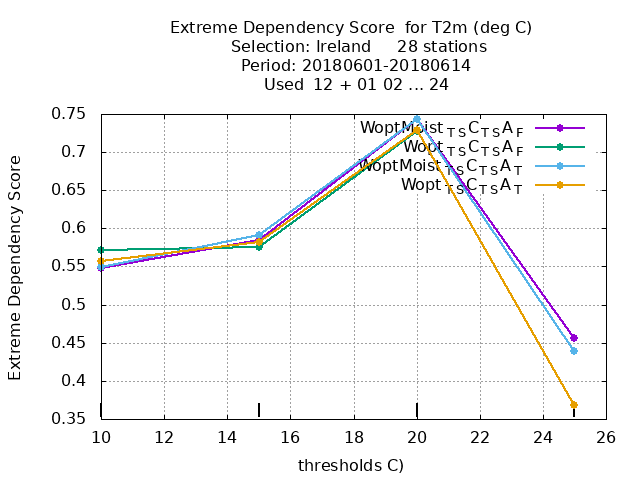 Extreme Dependency Score  for T2m (deg C)
Selection: Ireland     28 stations
Period: 20180601-20180614
Used  12 + 01 02 ... 24
Extreme Dependency Score
0.75
0.7
0.65
0.6
0.55
0.5
0.45
0.4
0.35
WoptMoist TS C TS A F
Wopt TS C TS A F
WoptMoist TS C TS A T
Wopt TS C TS A T
10 12 14 16 18 20 22 24 26
thresholds C)